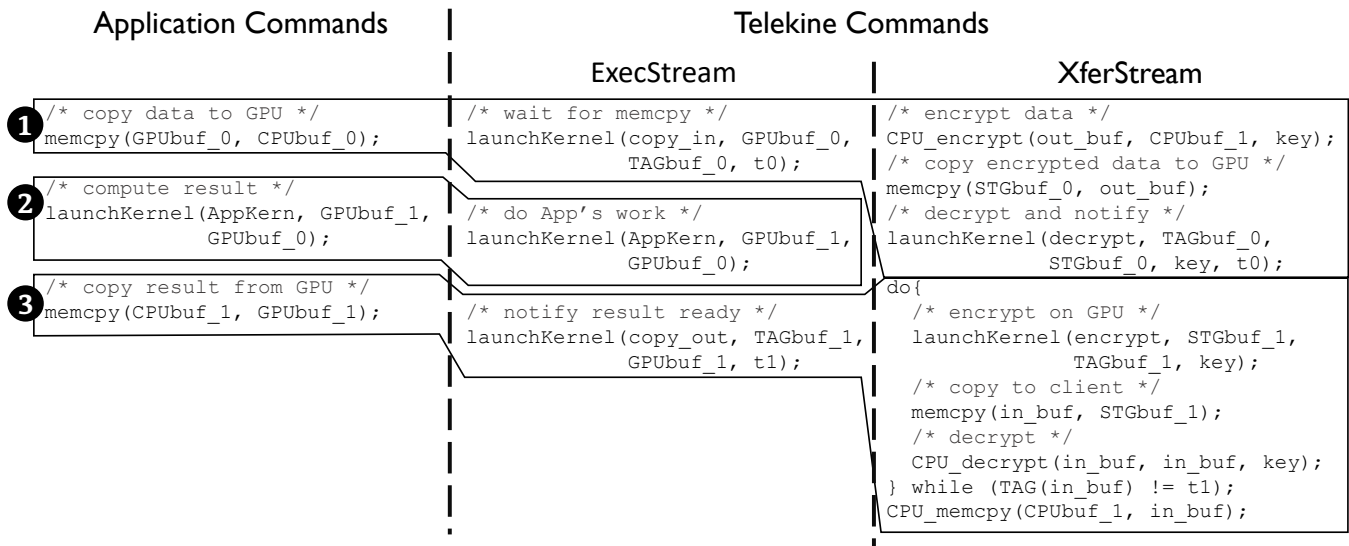 Application Commands
Telekine Commands
ExecStream
XferStream
1
/* copy data to GPU */
memcpy(GPUbuf_0, CPUbuf_0);
/* wait for memcpy */
launchKernel(copy_in, GPUbuf_0,
TAGbuf_0, t0);
/* encrypt data */
CPU_encrypt(out_buf, CPUbuf_1, key);
/* copy encrypted data to GPU */
memcpy(STGbuf_0, out_buf);
/* decrypt and notify */
launchKernel(decrypt, TAGbuf_0,
STGbuf_0, key, t0);
2
/* compute result */
launchKernel(AppKern, GPUbuf_1,
GPUbuf_0);
/* do App's work */
launchKernel(AppKern, GPUbuf_1,
GPUbuf_0);
3
/* copy result from GPU */
memcpy(CPUbuf_1, GPUbuf_1);
/* notify result ready */
launchKernel(copy_out, TAGbuf_1,
GPUbuf_1, t1);
do{
/* encrypt on GPU */
launchKernel(encrypt, STGbuf_1,
TAGbuf_1, key);
/* copy to client */
memcpy(in_buf, STGbuf_1);
/* decrypt */
CPU_decrypt(in_buf, in_buf, key);
} while (TAG(in_buf) != t1);
CPU_memcpy(CPUbuf_1, in_buf);